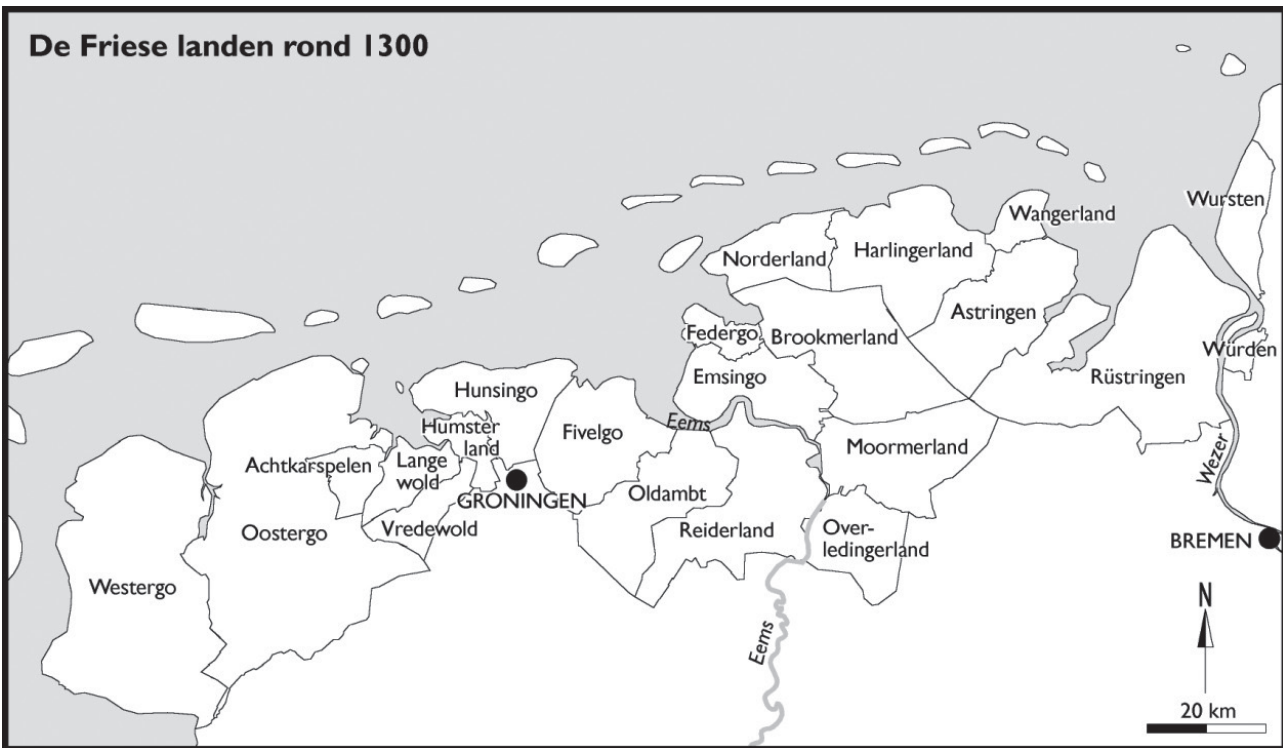 De Friese landen rond 1300
Wursten
Wangerland
Harlingerland
Norderland
Astringen
Federgo
Brookmerland
Würden
Emsingo
Rüstringen
Hunsingo
Eems
Humster
land
Fivelgo
Moormerland
Wezer
Achtkarspelen
Lange
wold
GRONINGEN
Oldambt
Vredewold
Reiderland
Over-
ledingerland
Oostergo
BREMEN
Westergo
N
Eems
20 km